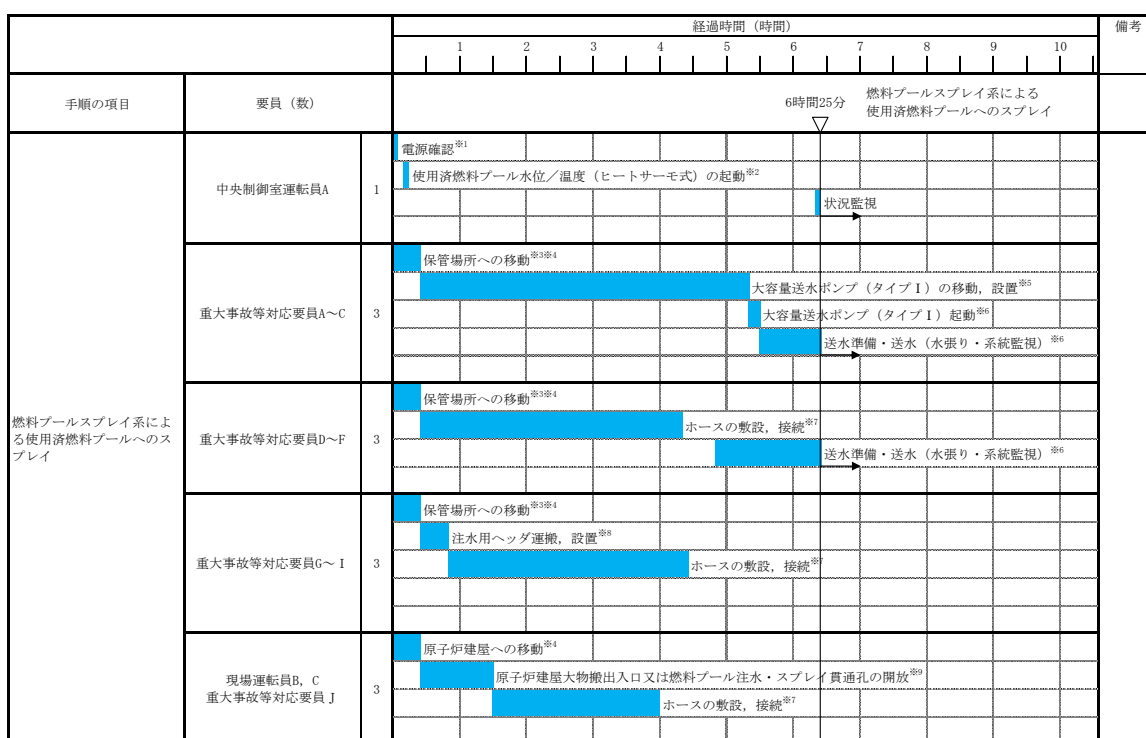 経過時間（時間）
備考
1 2 3 4 5 6 7 8 9 10
手順の項目
要員（数）
6時間25分
燃料プールスプレイ系による
使用済燃料プールへのスプレイ
燃料プールスプレイ系によ
る使用済燃料プールへのス
プレイ
中央制御室運転員A
1
電源確認※1
使用済燃料プール水位／温度（ヒートサーモ式）の起動※2
状況監視
重大事故等対応要員A～C
3
保管場所への移動※3※4
大容量送水ポンプ（タイプⅠ）の移動，設置※5
大容量送水ポンプ（タイプⅠ）起動※6
送水準備・送水（水張り・系統監視）※6
重大事故等対応要員D～F
3
保管場所への移動※3※4
ホースの敷設，接続※7
送水準備・送水（水張り・系統監視）※6
重大事故等対応要員G～I
3
保管場所への移動※3※4
注水用ヘッダ運搬，設置※8
ホースの敷設，接続※7
現場運転員B，C
重大事故等対応要員J
3
原子炉建屋への移動※4
原子炉建屋大物搬出入口又は燃料プール注水・スプレイ貫通孔の開放※9
ホースの敷設，接続※7